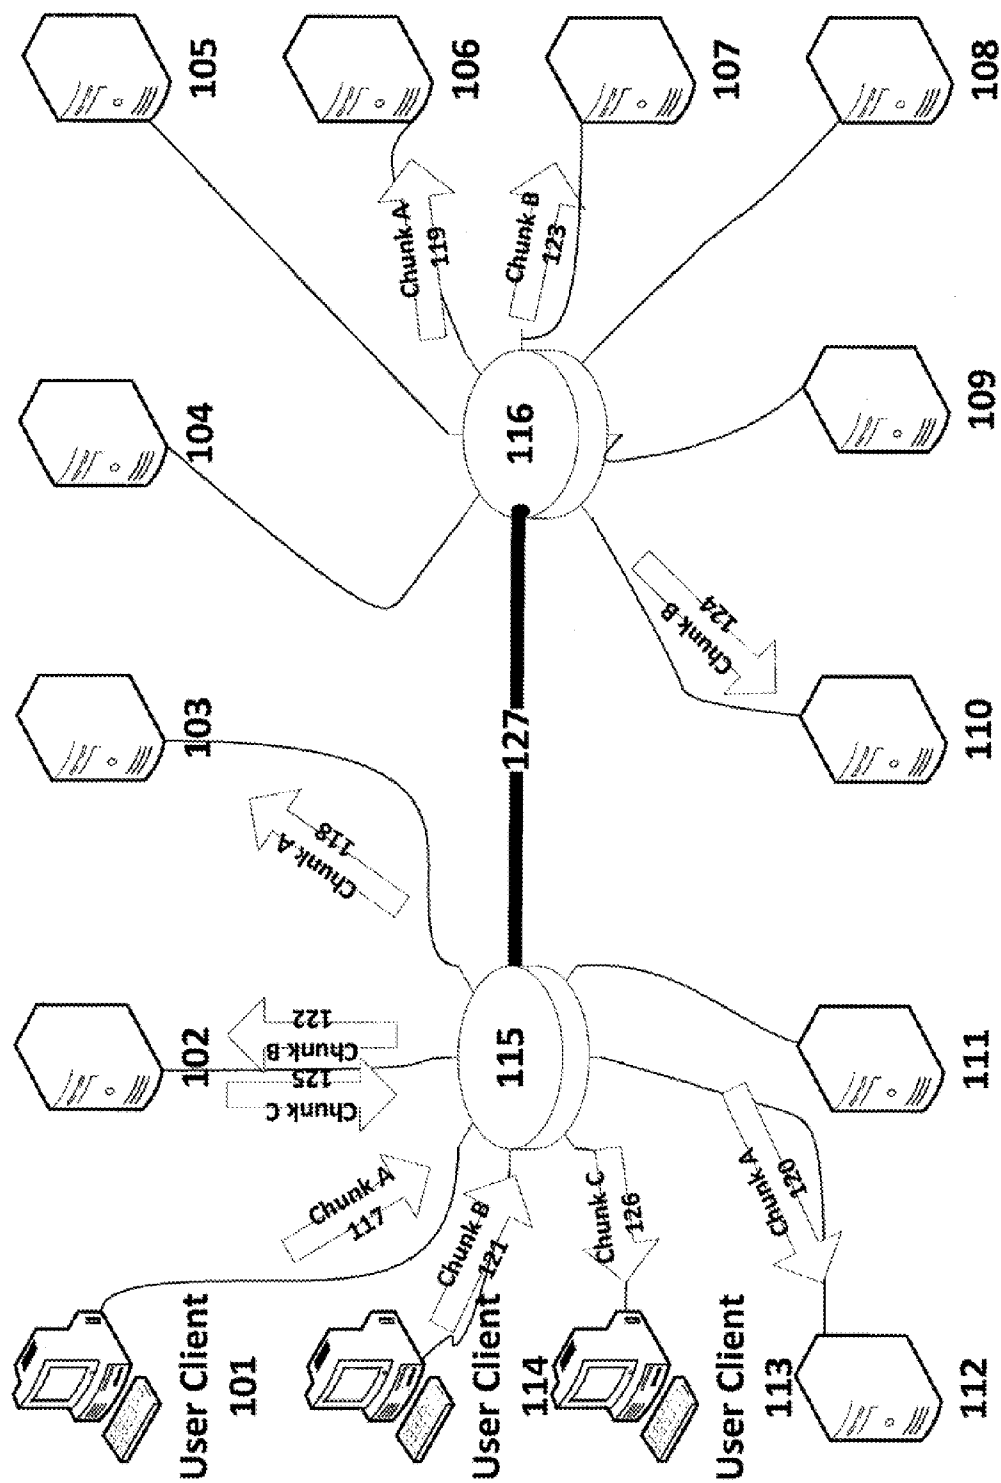 105
106
107
108
Chunk A
119
Chunk B
123
104
116
109
103
127
Chunk B
124
110
Chunk A
118
102
Chunk B
122
Chunk C
125
115
111
Chunk A
117
Chunk B
121
Chunk C
126
Chunk A
120
User Client
101
User Client
114
User Client
113
112